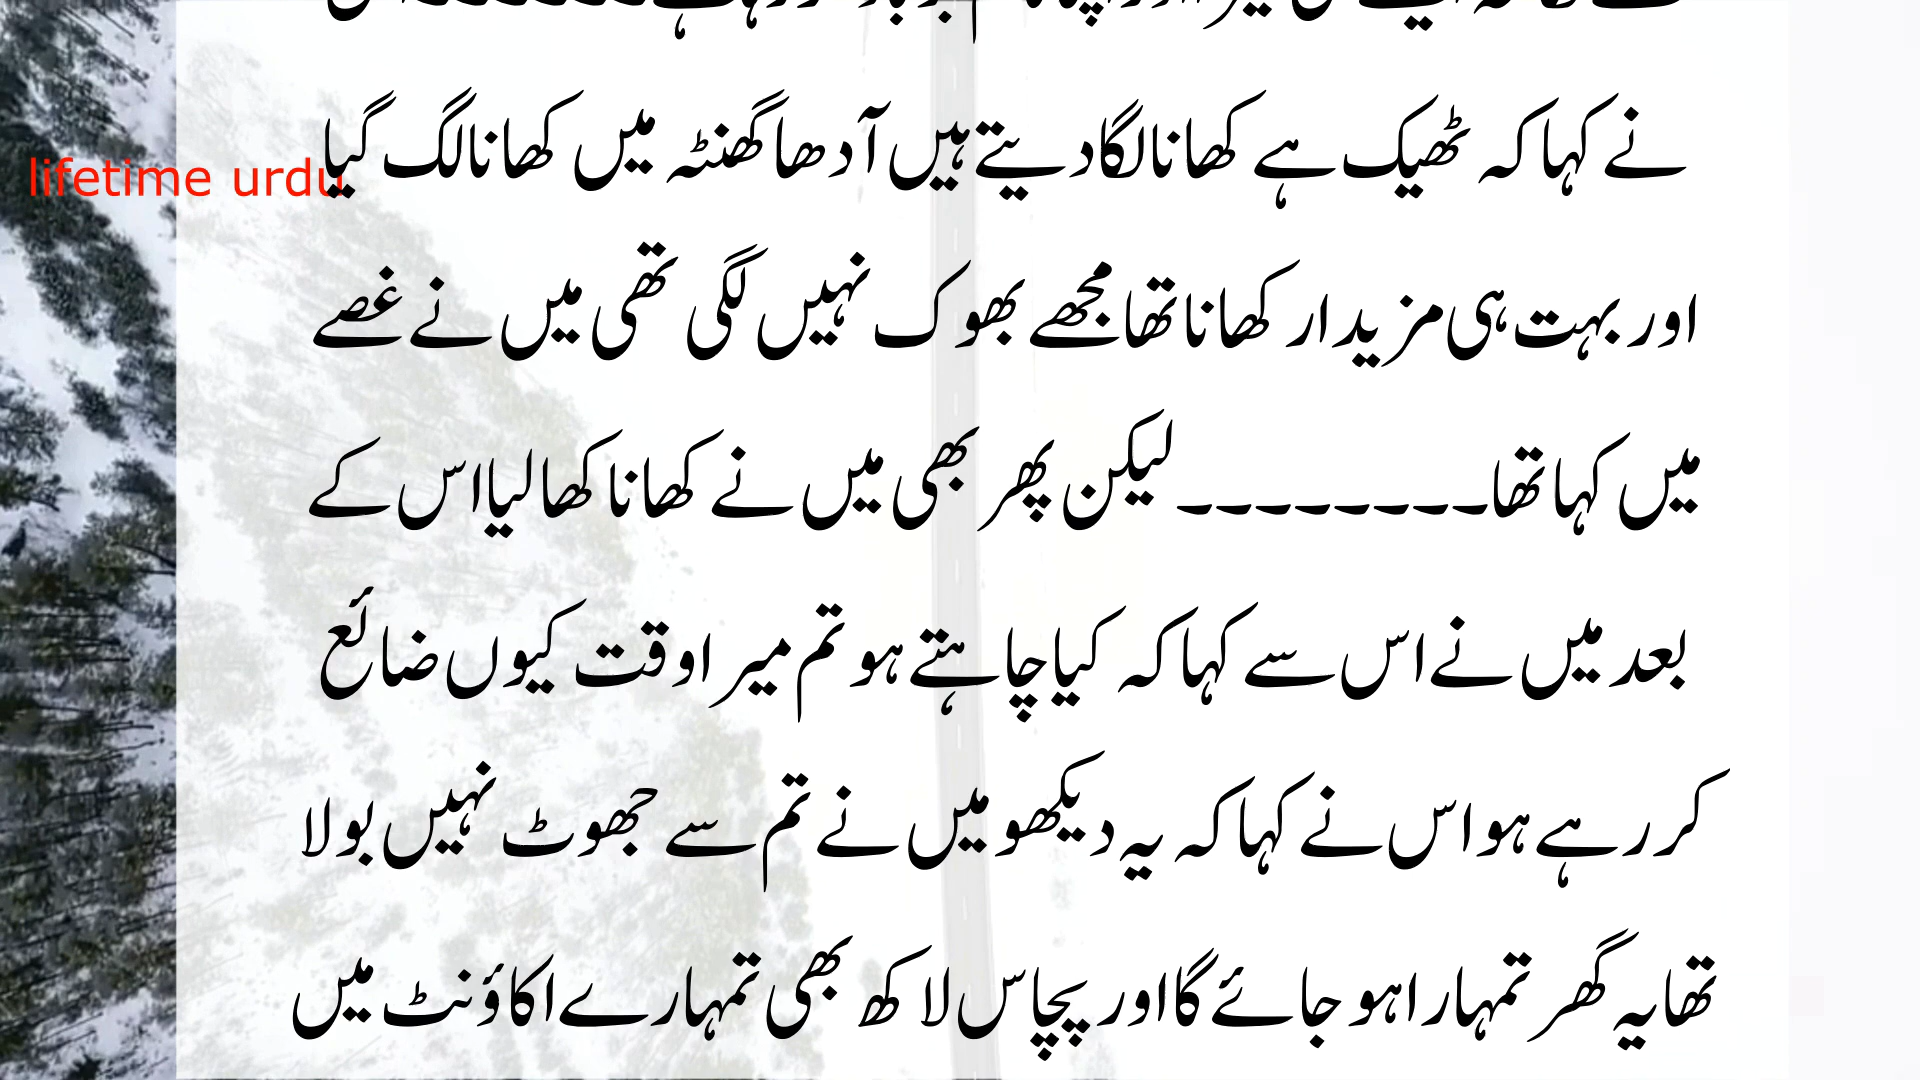 نے کہا کہ ٹھیک ہے کھانا لگا دیتے ہیں آدھا گھنٹہ میں کھانا لگ گیا
lifetime urdu
اور بہت ہی مزیدار کھانا تھا مجھے بھوک نہیں لگی تھی میں نے غصے
میں کہا تھا۔۔۔۔۔۔۔۔ لیکن پھر بھی میں نے کھانا کھا لیا اس کے
بعد میں نے اس سے کہا کہ کیا چاہتے ہو تم میرا وقت کیوں ضائع
کر رہے ہو اس نے کہا کہ یہ دیکھو میں نے تم سے جھوٹ نہیں بولا
تھا یہ گھر تمہارا ہو جائے گا اور پچاس لاکھ بھی تمہارے اکاؤنٹ میں